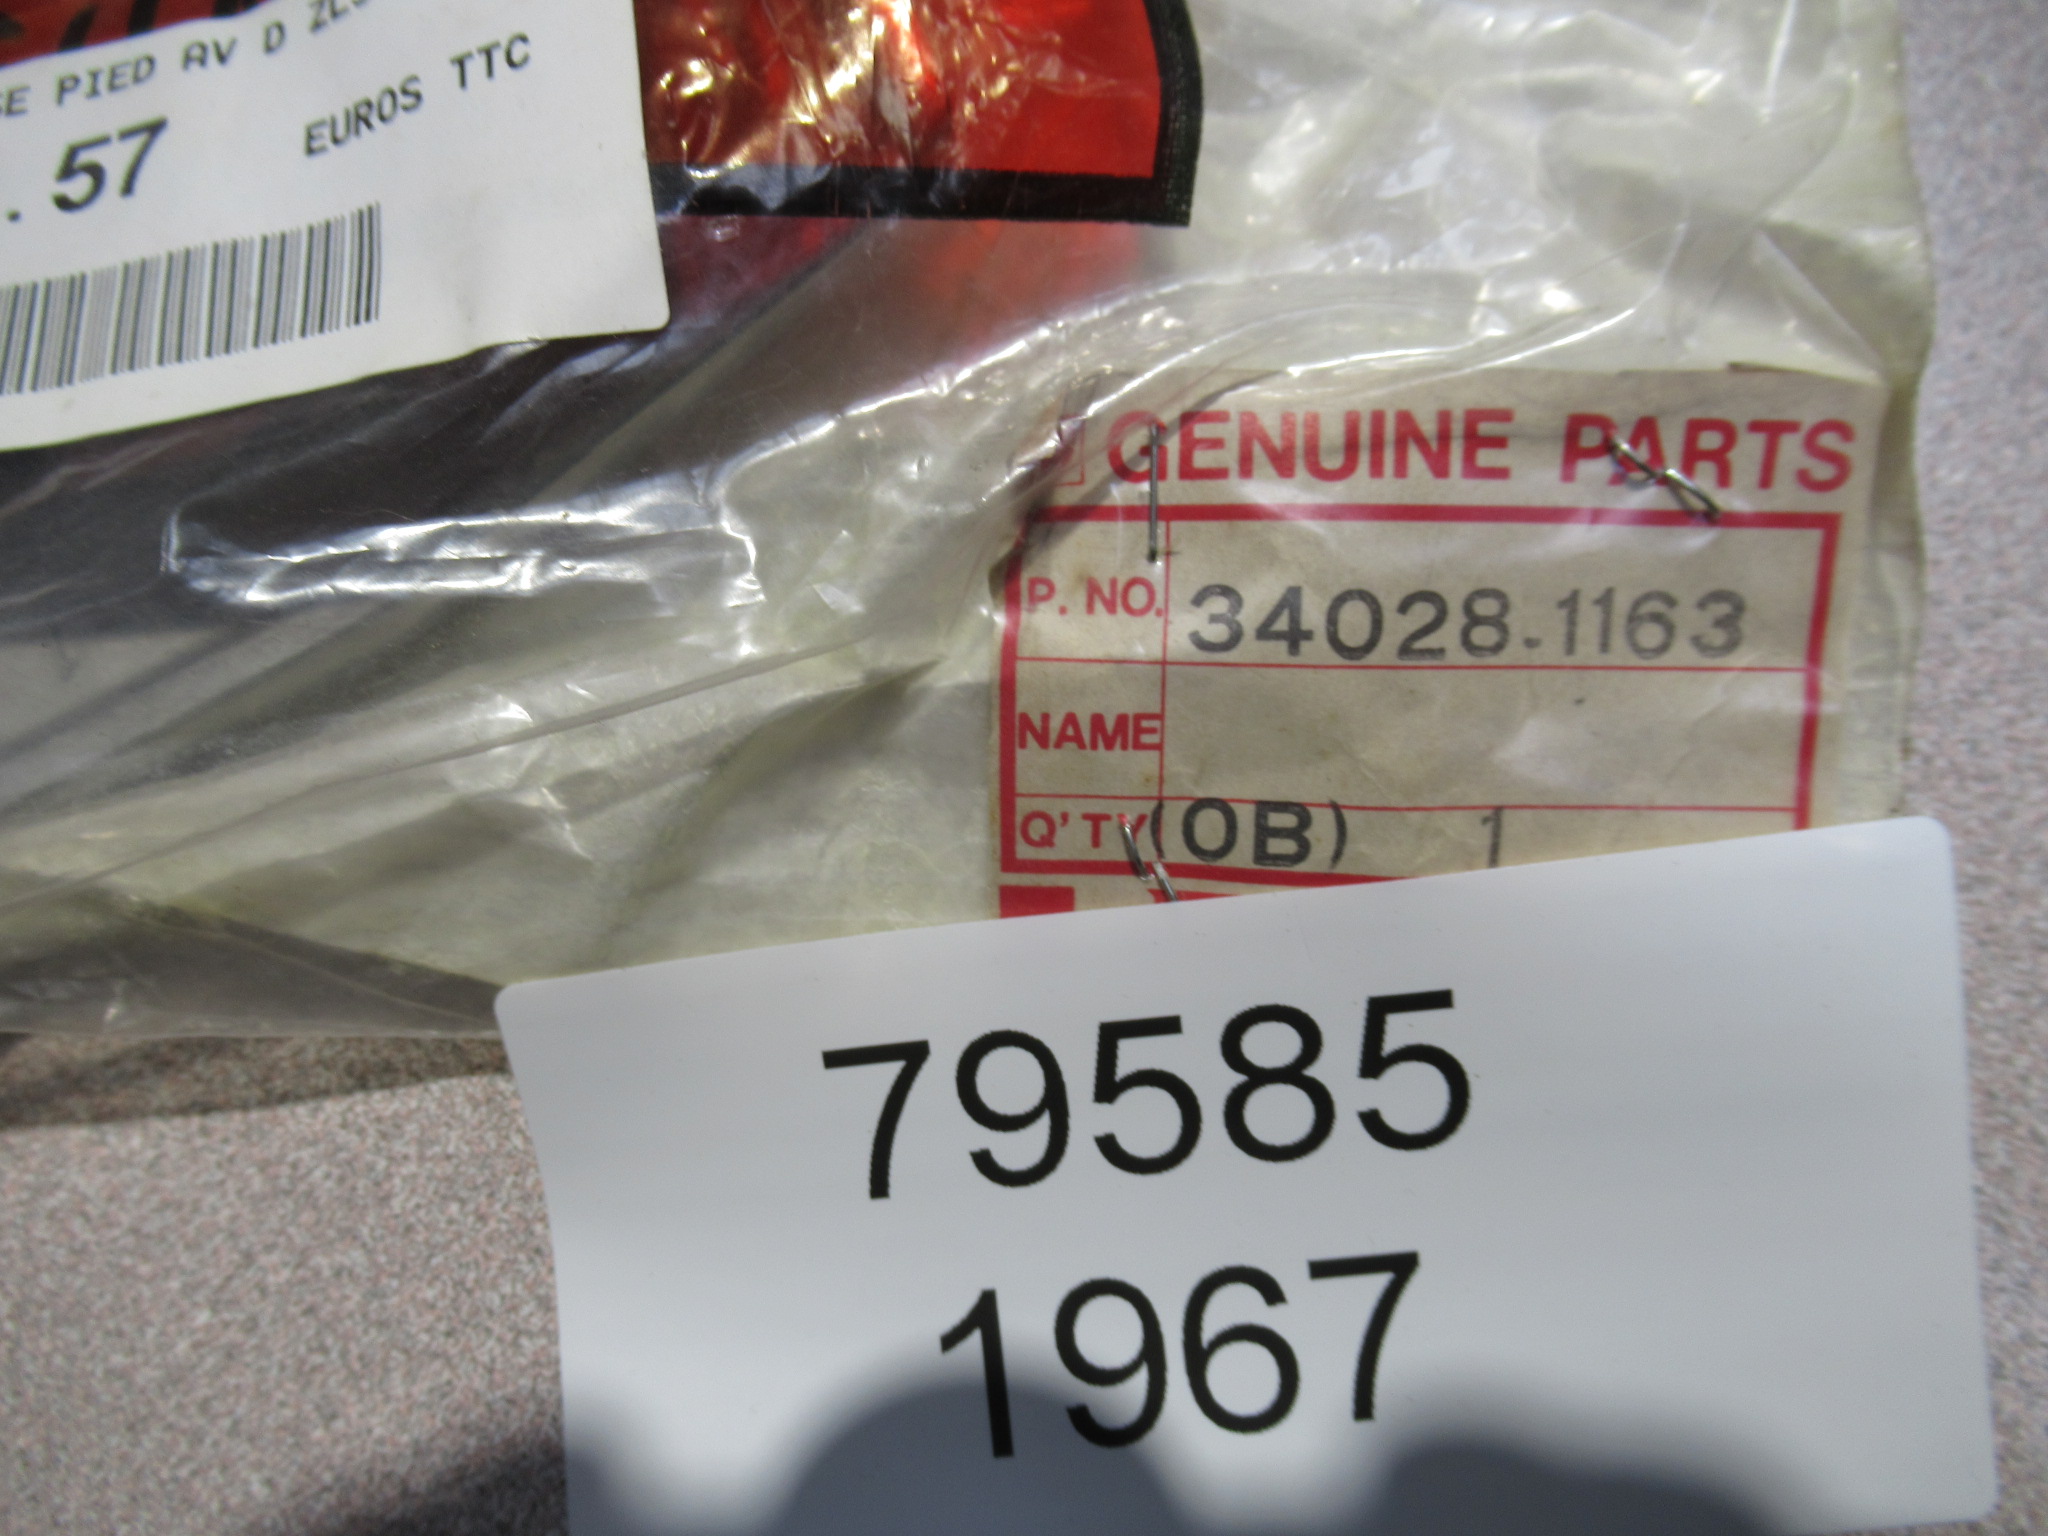 PIED AV D
.57 EUROS TTC
GENUINE PARTS
P. NO. 34028-1163
NAME
Q'TY (OB) 1
79585
1967